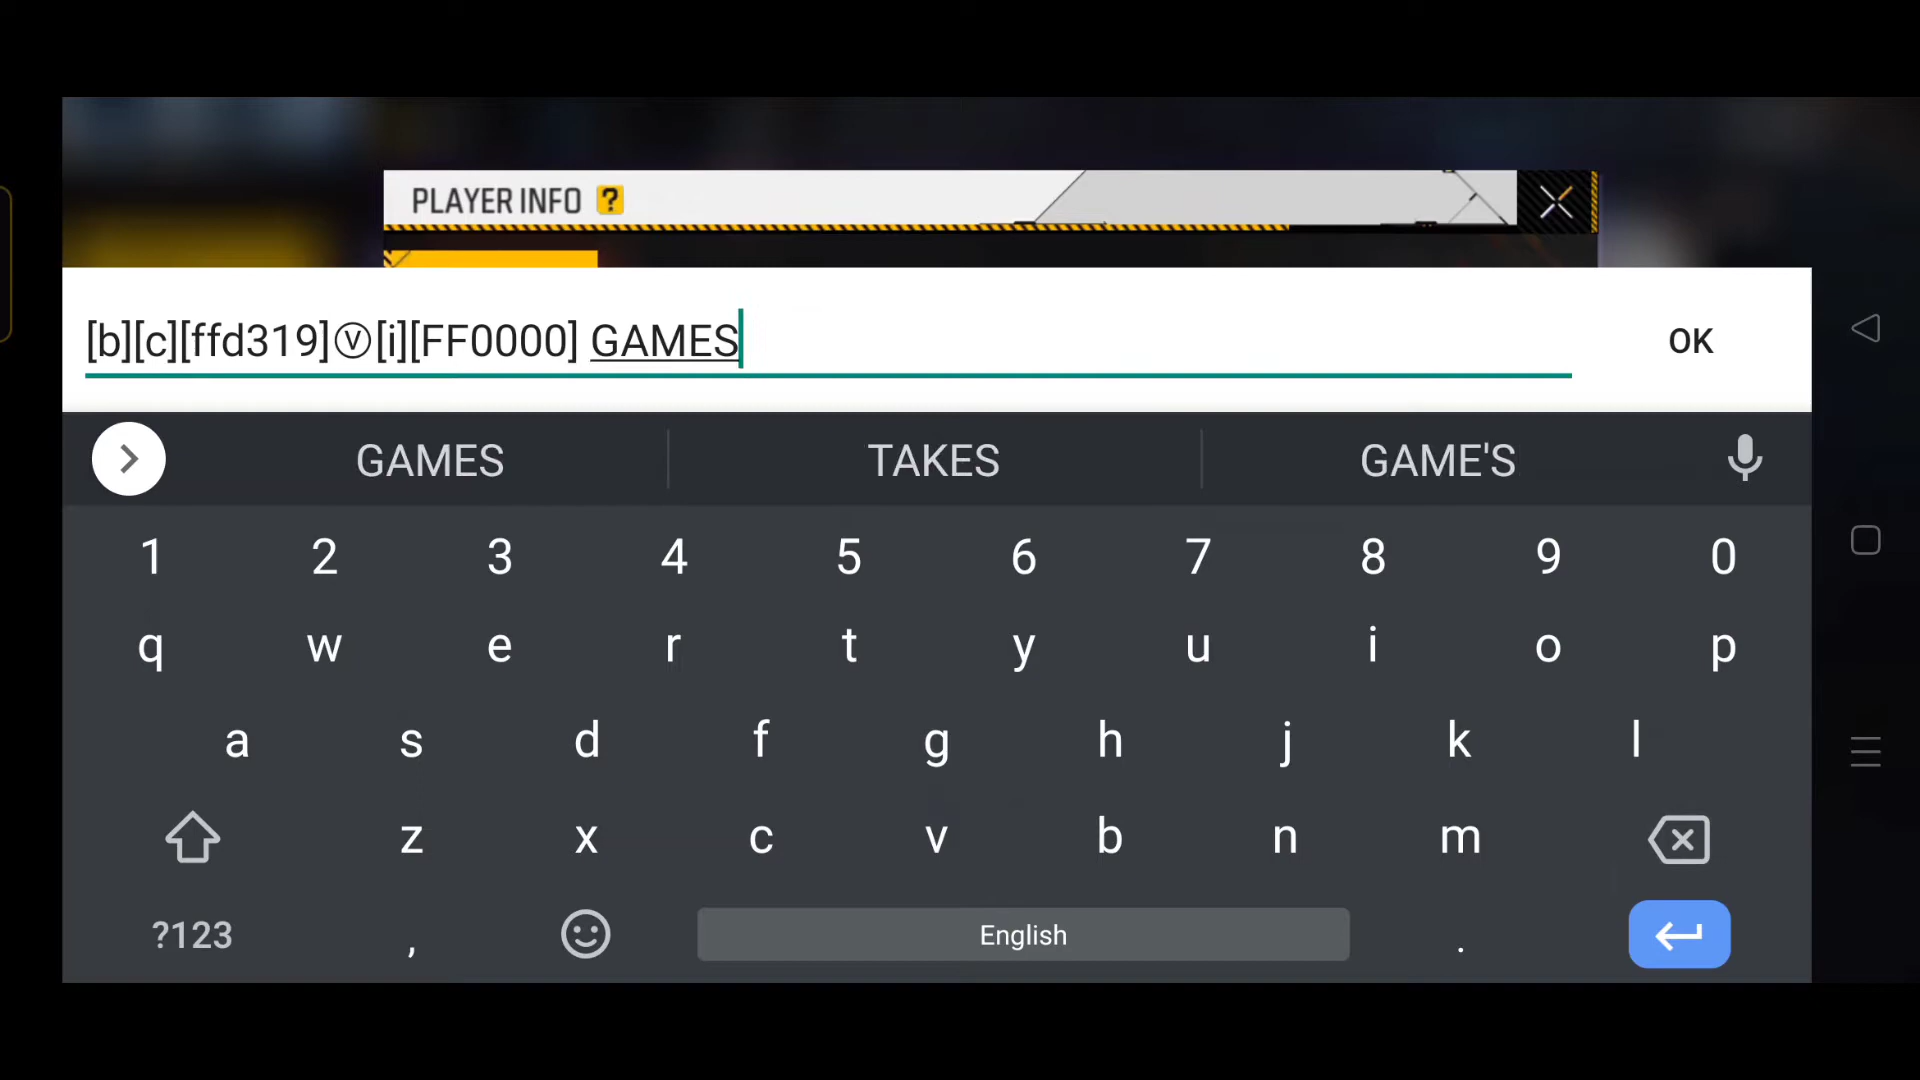 PLAYER INFO ?
[b][c][ffd319]ⓥ[i][FF0000] GAMES
OK
GAMES TAKES GAME'S
1 2 3 4 5 6 7 8 9 0
q w e r t y u i o p
a s d f g h j k l
z x c v b n m
?123 , English .